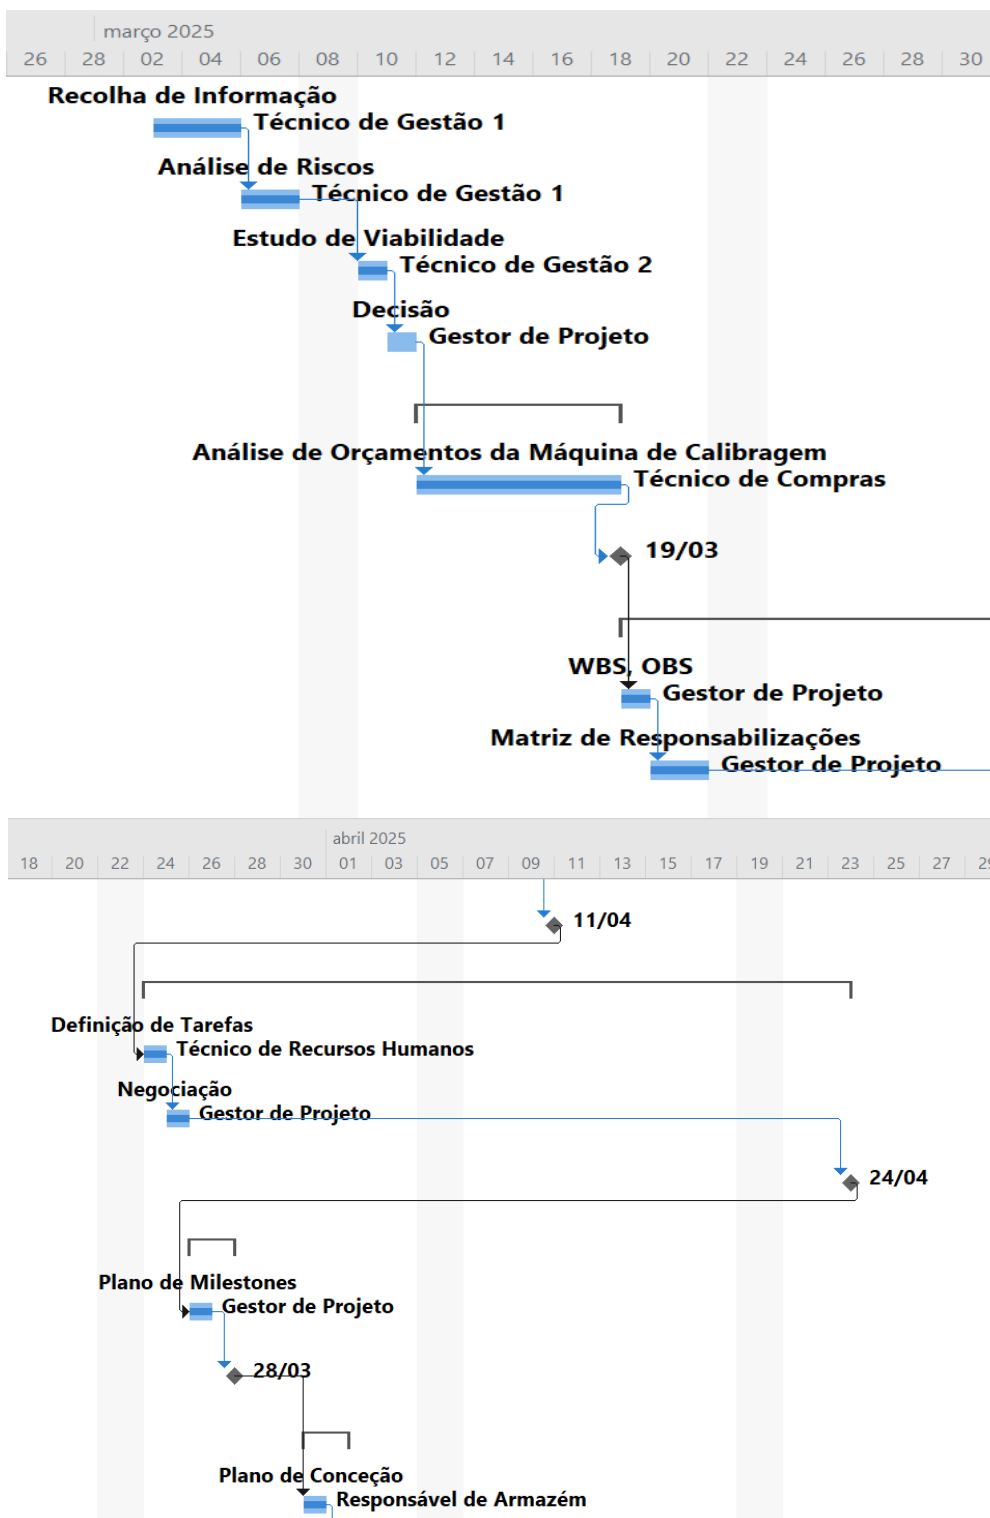 março 2025
26 28 02 04 06 08 10 12 14 16 18 20 22 24 26 28 30
Recolha de Informação
Técnico de Gestão 1
Análise de Riscos
Técnico de Gestão 1
Estudo de Viabilidade
Técnico de Gestão 2
Decisão
Gestor de Projeto
Análise de Orçamentos da Máquina de Calibragem
Técnico de Compras
19/03
WBS, OBS
Gestor de Projeto
Matriz de Responsabilizações
Gestor de Projeto
abril 2025
18 20 22 24 26 28 30 01 03 05 07 09 11 13 15 17 19 21 23 25 27 29
11/04
Definição de Tarefas
Técnico de Recursos Humanos
Negociação
Gestor de Projeto
24/04
Plano de Milestones
Gestor de Projeto
28/03
Plano de Conceção
Responsável de Armazém